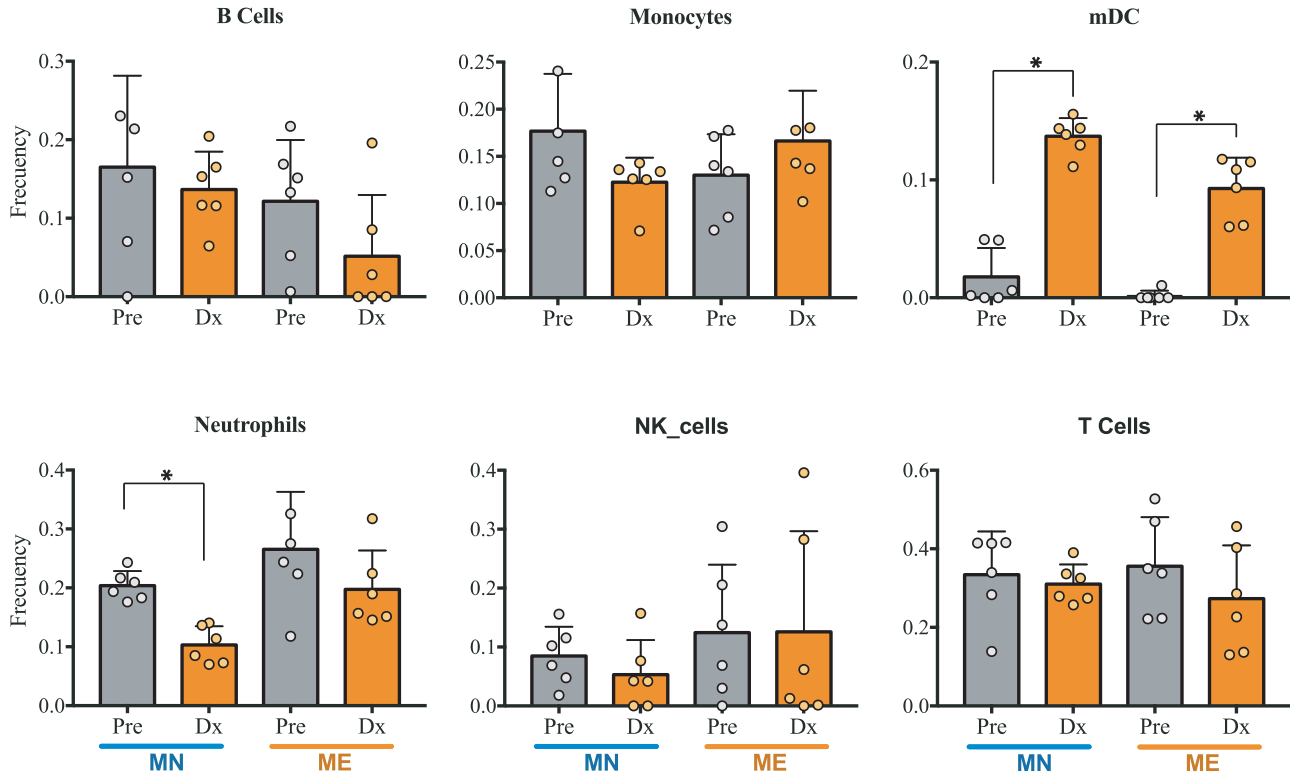 B Cells
Monocytes
mDC
Frecuency
0.3
0.2
0.1
0.0
Pre
Dx
Pre
Dx
0.25
0.20
0.15
0.10
0.05
0.00
Pre
Dx
Pre
Dx
0.2
0.1
0.0
*
*
Pre
Dx
Pre
Dx
Neutrophils
NK_cells
T Cells
Frecuency
0.4
0.3
0.2
0.1
0.0
*
Pre
Dx
Pre
Dx
MN
ME
0.4
0.3
0.2
0.1
0.0
Pre
Dx
Pre
Dx
MN
ME
0.6
0.4
0.2
0.0
Pre
Dx
Pre
Dx
MN
ME